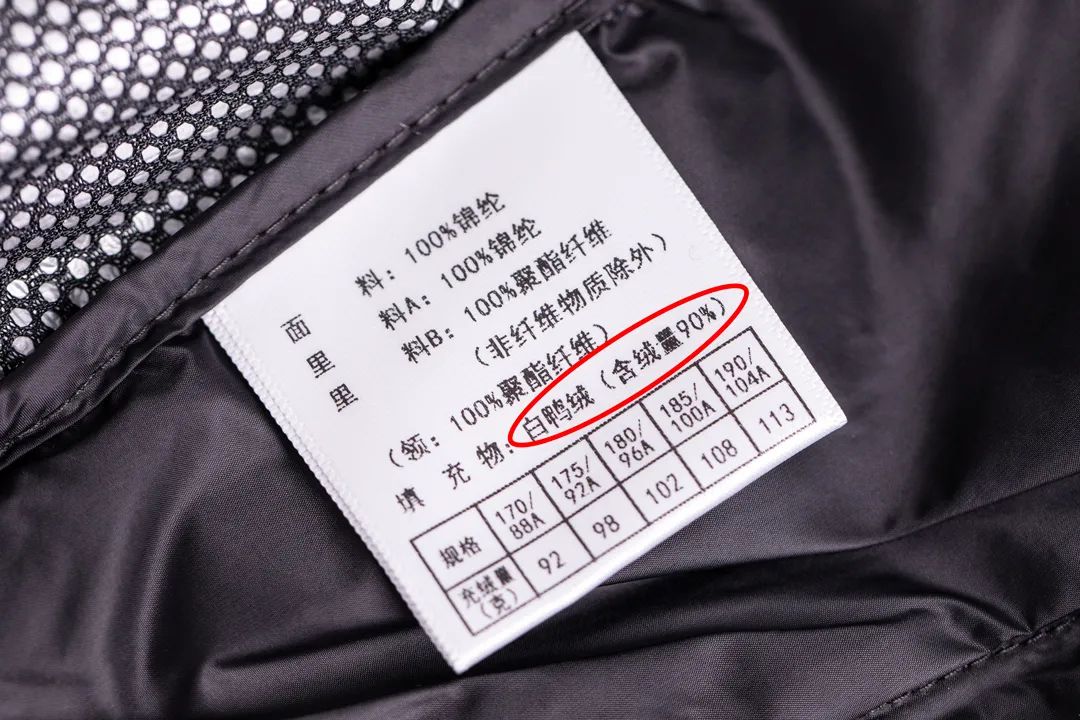 面 料：100%锦纶
里 料A：100%锦纶
里 料B：100%聚酯纤维
（非纤维物质除外）
（领：100%聚酯纤维）
填 充 物：白鸭绒（含绒量90%）
规格 170/88A 175/92A 180/96A 185/100A 190/104A
充绒量（克） 92 98 102 108 113